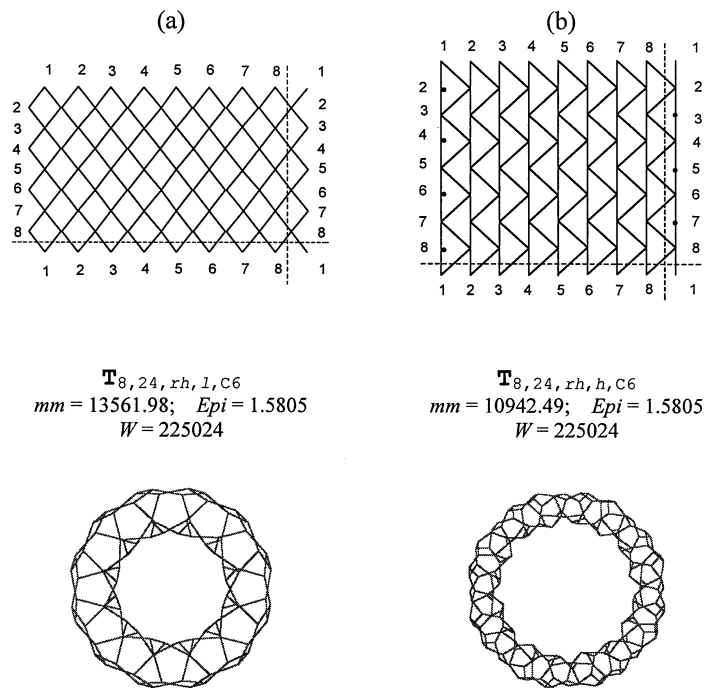 (a)
1 2 3 4 5 6 7 8 1
2 2
3 3
4 4
5 5
6 6
7 7
8 8
1 2 3 4 5 6 7 8 1
T8,24,rh,l,C6
mm = 13561.98; Epi = 1.5805
W = 225024
(b)
1 2 3 4 5 6 7 8 1
2 2
3 3
4 4
5 5
6 6
7 7
8 8
1 2 3 4 5 6 7 8 1
T8,24,rh,h,C6
mm = 10942.49; Epi = 1.5805
W = 225024